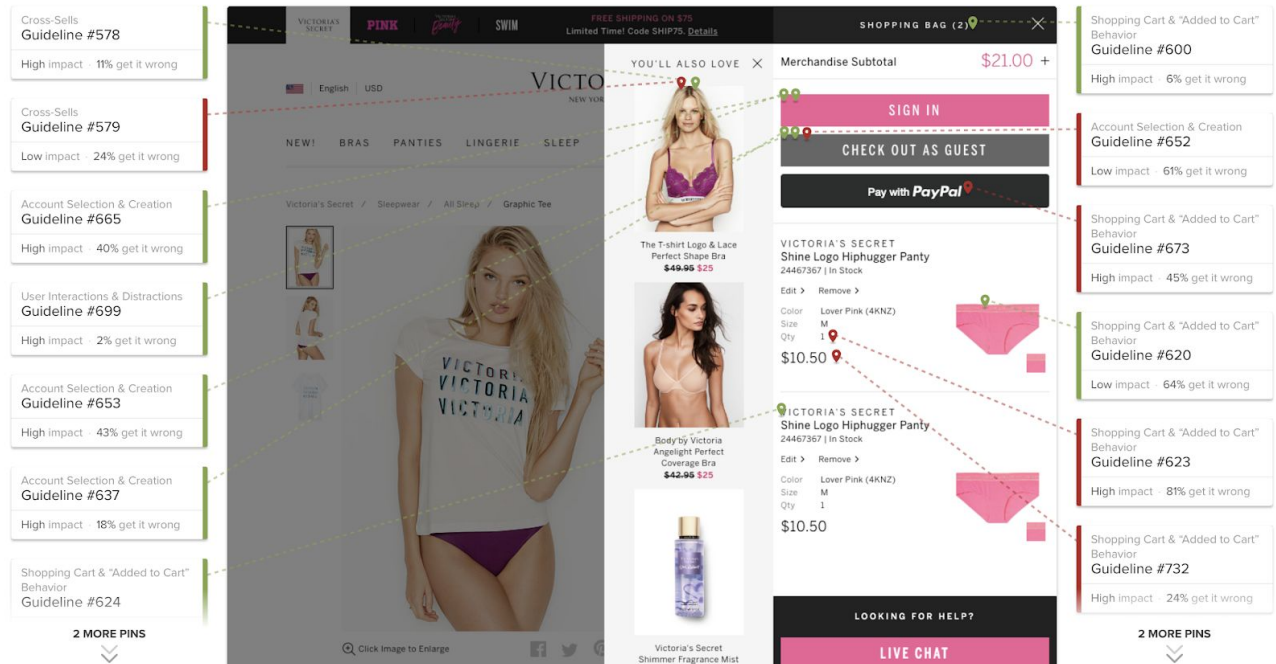 Cross-Sells
Guideline #578
High impact · 11% get it wrong
Cross-Sells
Guideline #579
Low impact · 24% get it wrong
Account Selection & Creation
Guideline #665
High impact · 40% get it wrong
User Interactions & Distractions
Guideline #699
High impact · 2% get it wrong
Account Selection & Creation
Guideline #653
High impact · 43% get it wrong
Account Selection & Creation
Guideline #637
High impact · 18% get it wrong
Shopping Cart & “Added to Cart”
Behavior
Guideline #624
2 MORE PINS
VICTORIA'S
SECRET
PINK
Beauty
SWIM
FREE SHIPPING ON $75
Limited Time! Code SHIP75. Details
English
USD
VICTO
NEW YOR
NEW!
BRAS
PANTIES
LINGERIE
SLEEP
Victoria's Secret / Sleepwear / All Sleep / Graphic Tee
VICTORIA
VICTORIA
VICTORIA
Click Image to Enlarge
YOU'LL ALSO LOVE
The T-shirt Logo & Lace
Perfect Shape Bra
$49.95 $25
Body by Victoria
Angelight Perfect
Coverage Bra
$42.95 $25
Victoria's Secret
Shimmer Fragrance Mist
SHOPPING BAG (2)
Merchandise Subtotal
$21.00 +
SIGN IN
CHECK OUT AS GUEST
Pay with PayPal
VICTORIA'S SECRET
Shine Logo Hiphugger Panty
24467367 | In Stock
Edit > Remove >
Color Lover Pink (4KNZ)
Size M
Qty 1
$10.50
VICTORIA'S SECRET
Shine Logo Hiphugger Panty
24467367 | In Stock
Edit > Remove >
Color Lover Pink (4KNZ)
Size M
Qty 1
$10.50
LOOKING FOR HELP?
LIVE CHAT
Shopping Cart & “Added to Cart”
Behavior
Guideline #600
High impact · 6% get it wrong
Account Selection & Creation
Guideline #652
Low impact · 61% get it wrong
Shopping Cart & “Added to Cart”
Behavior
Guideline #673
High impact · 45% get it wrong
Shopping Cart & “Added to Cart”
Behavior
Guideline #620
Low impact · 64% get it wrong
Shopping Cart & “Added to Cart”
Behavior
Guideline #623
High impact · 81% get it wrong
Shopping Cart & “Added to Cart”
Behavior
Guideline #732
High impact · 24% get it wrong
2 MORE PINS